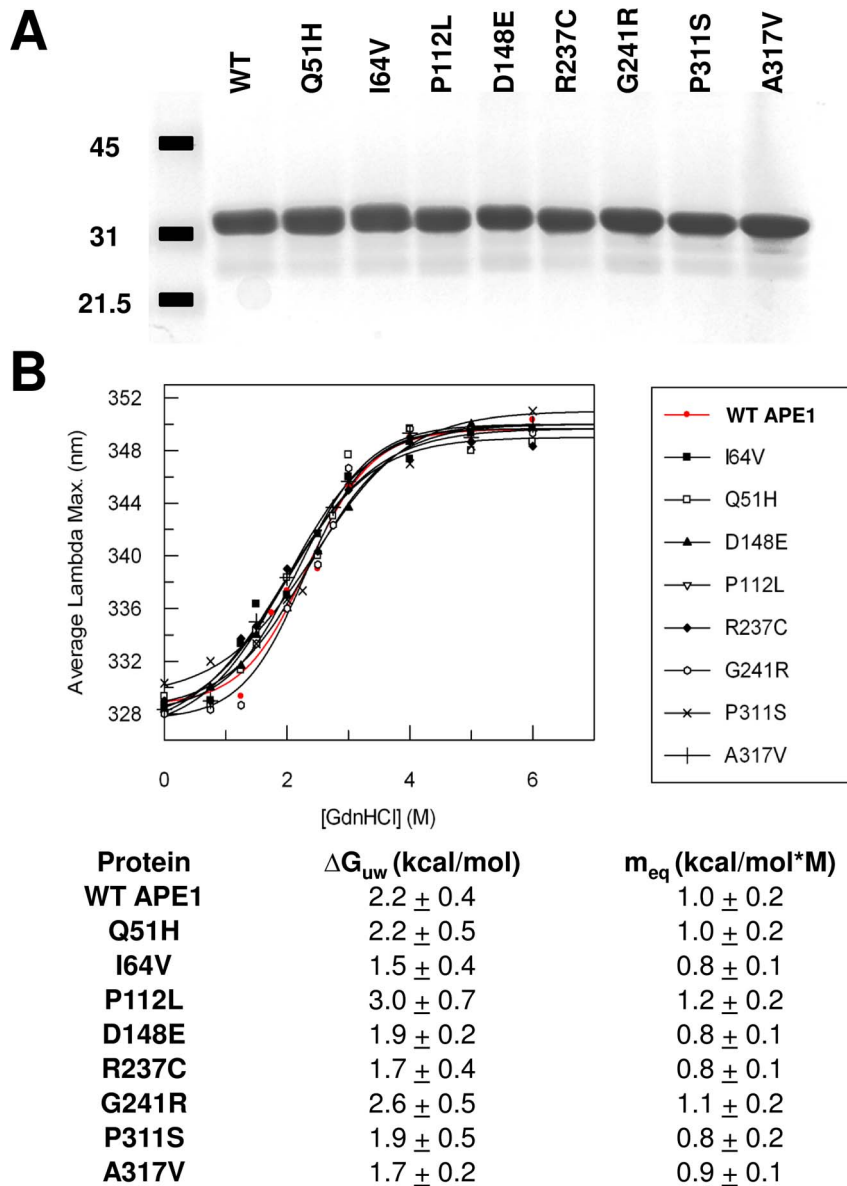 A
WT Q51H I64V P112L D148E R237C G241R P311S A317V
45
31
21.5
B
Average Lambda Max. (nm)
352
348
344
340
336
332
328
0 2 4 6
[GdnHCl] (M)
WT APE1
I64V
Q51H
D148E
P112L
R237C
G241R
P311S
A317V
Protein ΔGuw (kcal/mol) meq (kcal/mol*M)
WT APE1 2.2 ± 0.4 1.0 ± 0.2
Q51H 2.2 ± 0.5 1.0 ± 0.2
I64V 1.5 ± 0.4 0.8 ± 0.1
P112L 3.0 ± 0.7 1.2 ± 0.2
D148E 1.9 ± 0.2 0.8 ± 0.1
R237C 1.7 ± 0.4 0.8 ± 0.1
G241R 2.6 ± 0.5 1.1 ± 0.2
P311S 1.9 ± 0.5 0.8 ± 0.2
A317V 1.7 ± 0.2 0.9 ± 0.1